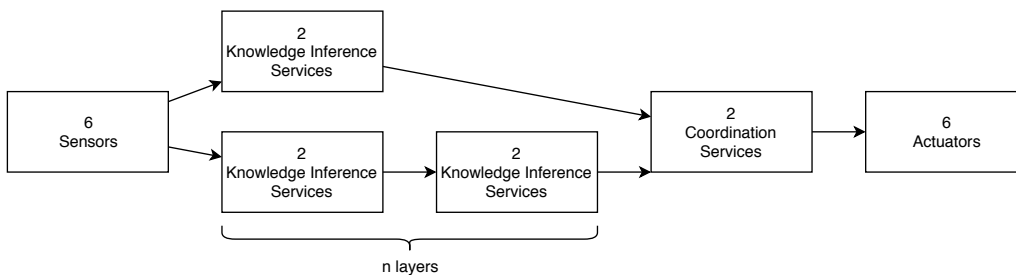 6
Sensors
2
Knowledge Inference
Services
2
Knowledge Inference
Services
2
Knowledge Inference
Services
2
Coordination
Services
6
Actuators
n layers